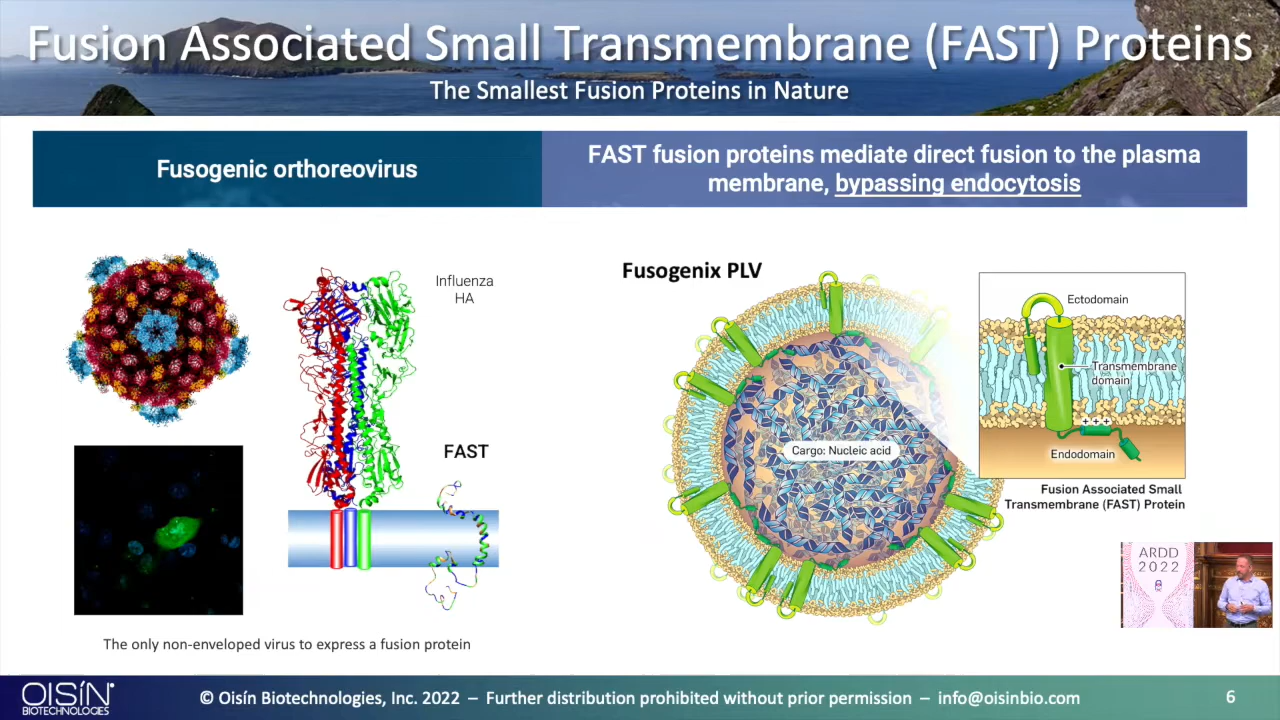 Fusion Associated Small Transmembrane (FAST) Proteins
The Smallest Fusion Proteins in Nature
Fusogenic orthoreovirus
FAST fusion proteins mediate direct fusion to the plasma
membrane, bypassing endocytosis
Influenza
HA
FAST
The only non-enveloped virus to express a fusion protein
Fusogenix PLV
Cargo: Nucleic acid
Ectodomain
Transmembrane
domain
+++
Endodomain
Fusion Associated Small
Transmembrane (FAST) Protein
ARDD
2022
OISÍN
BIOTECHNOLOGIES
© Oisín Biotechnologies, Inc. 2022 – Further distribution prohibited without prior permission – info@oisinbio.com
6